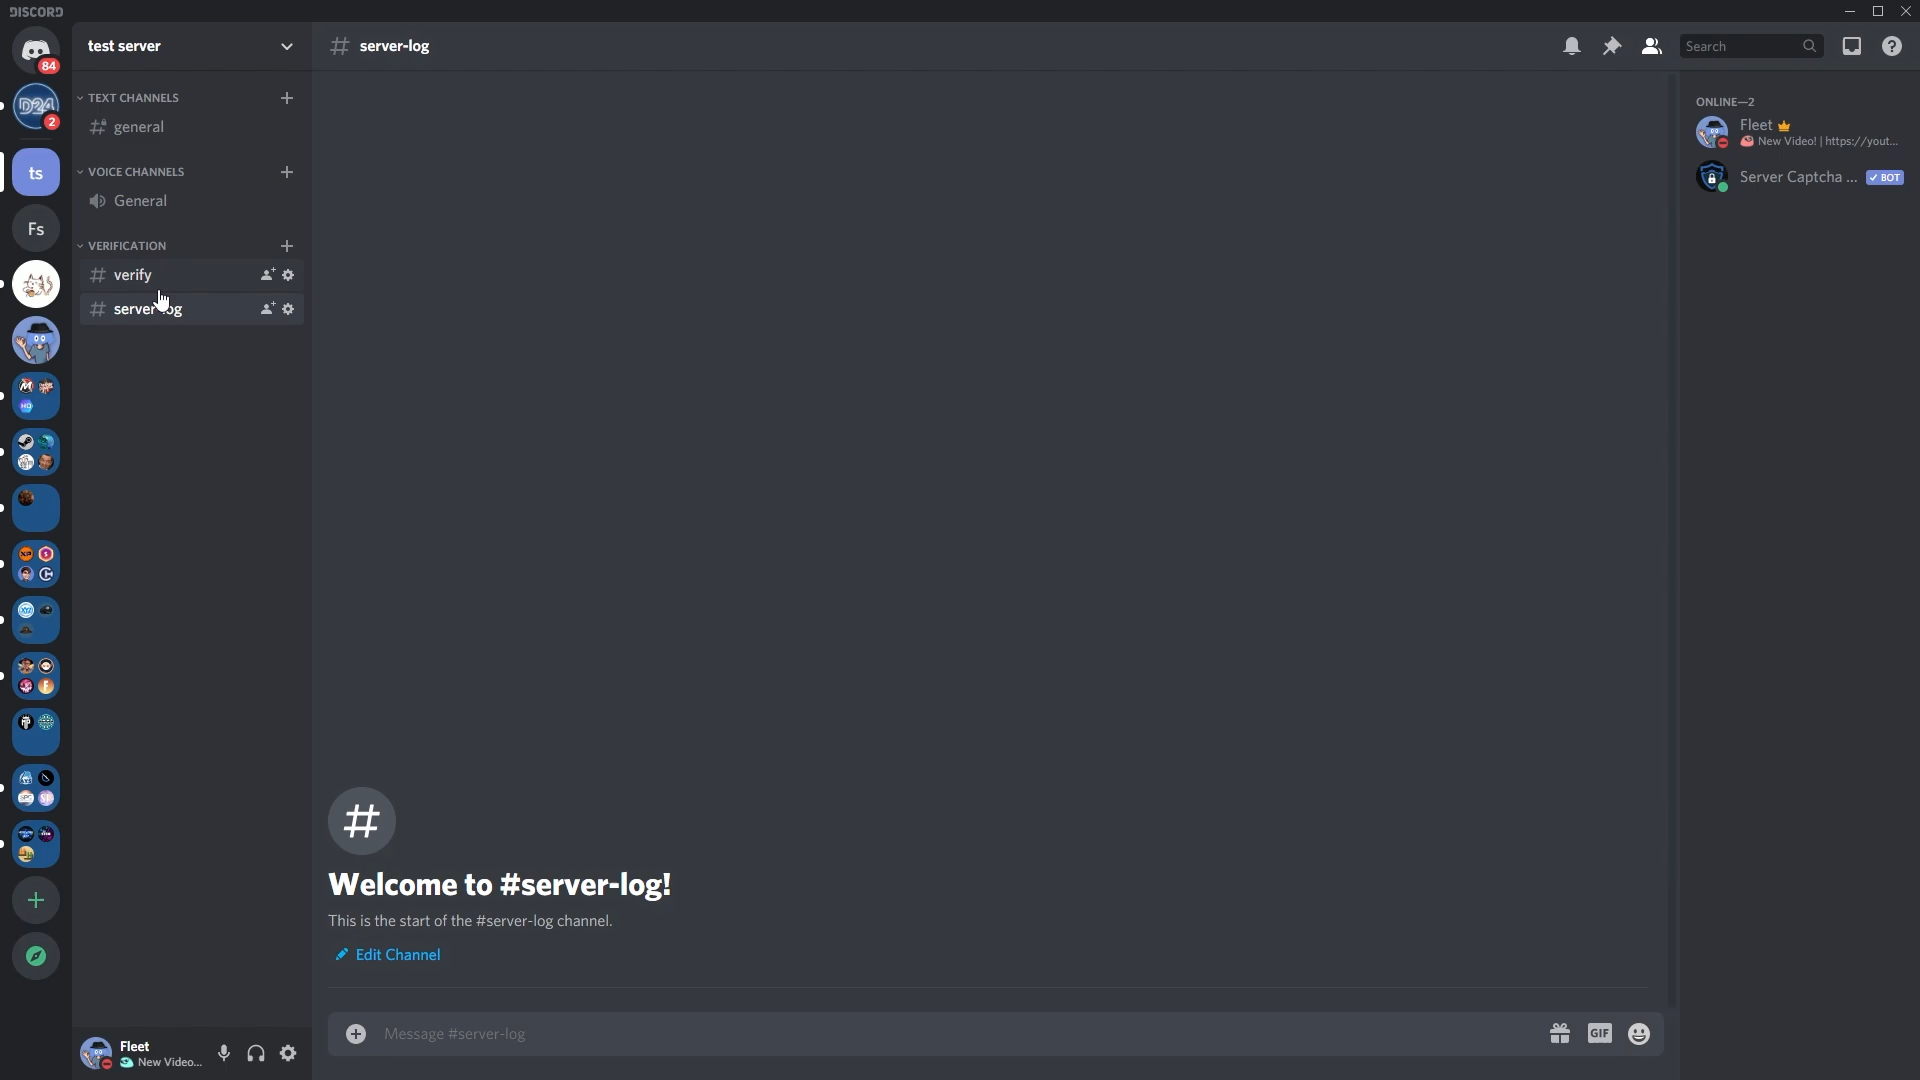 DISCORD
84
D24
2
ts
Fs
test server
TEXT CHANNELS
general
VOICE CHANNELS
General
VERIFICATION
verify
server-log
Fleet
New Video...
# server-log
Search
Welcome to #server-log!
This is the start of the #server-log channel.
Edit Channel
Message #server-log
GIF
ONLINE—2
Fleet
New Video! | https://yout...
Server Captcha ... BOT